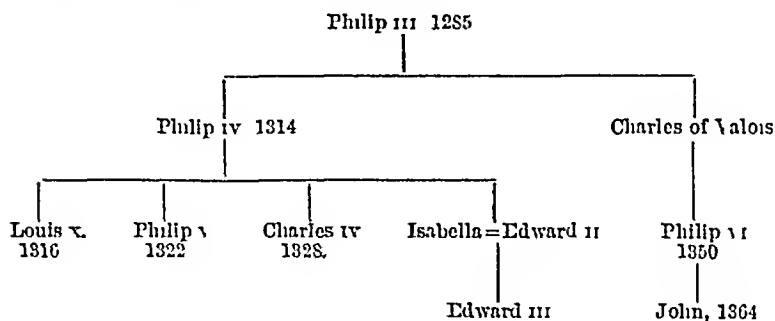 Philip III 1285
Philip IV 1314 Charles of Valois
Louis X. Philip V Charles IV Isabella=Edward II Philip VI
1316 1322 1328. 1350
Edward III John, 1364